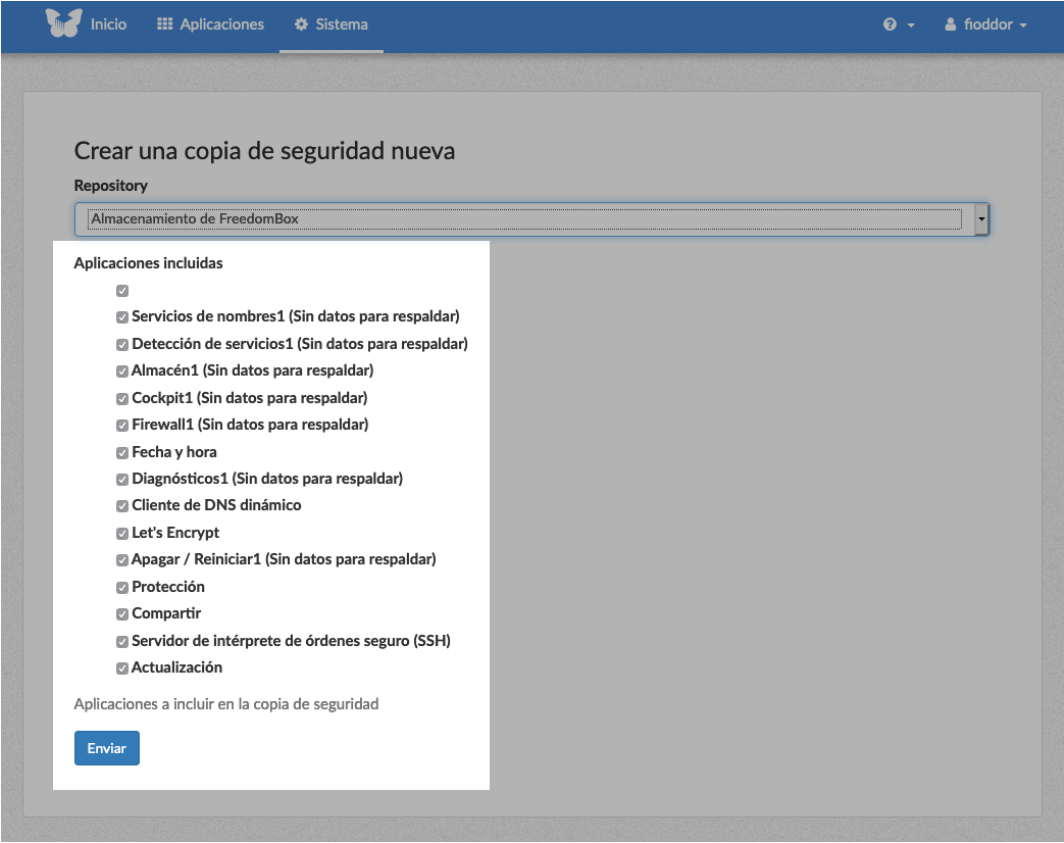 Inicio Aplicaciones Sistema fioddor
Crear una copia de seguridad nueva
Repository
Almacenamiento de FreedomBox
Aplicaciones incluidas
Servicios de nombres1 (Sin datos para respaldar)
Detección de servicios1 (Sin datos para respaldar)
Almacén1 (Sin datos para respaldar)
Cockpit1 (Sin datos para respaldar)
Firewall1 (Sin datos para respaldar)
Fecha y hora
Diagnósticos1 (Sin datos para respaldar)
Cliente de DNS dinámico
Let's Encrypt
Apagar / Reiniciar1 (Sin datos para respaldar)
Protección
Compartir
Servidor de intérprete de órdenes seguro (SSH)
Actualización
Aplicaciones a incluir en la copia de seguridad
Enviar